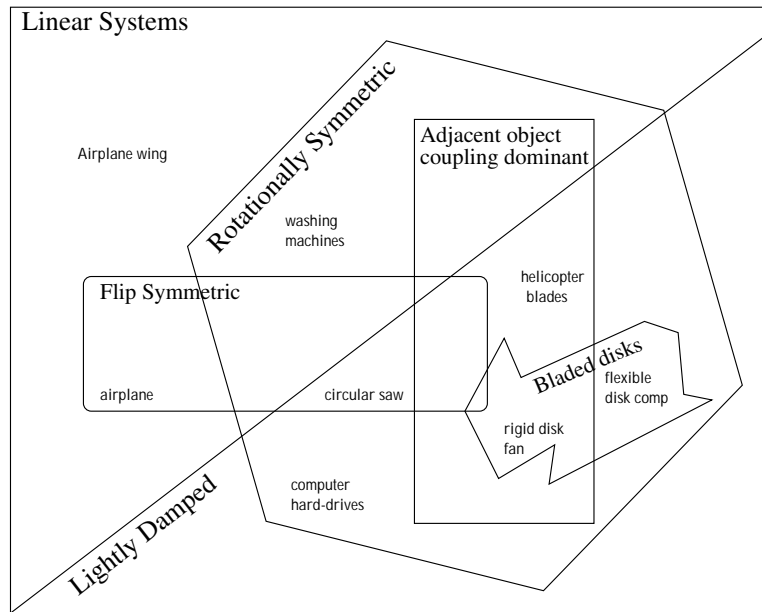 Linear Systems
Rotationally Symmetric
Adjacent object
coupling dominant
Airplane wing
washing
machines
helicopter
blades
Flip Symmetric
Bladed disks
flexible
disk comp
airplane
circular saw
rigid disk
fan
computer
hard-drives
Lightly Damped